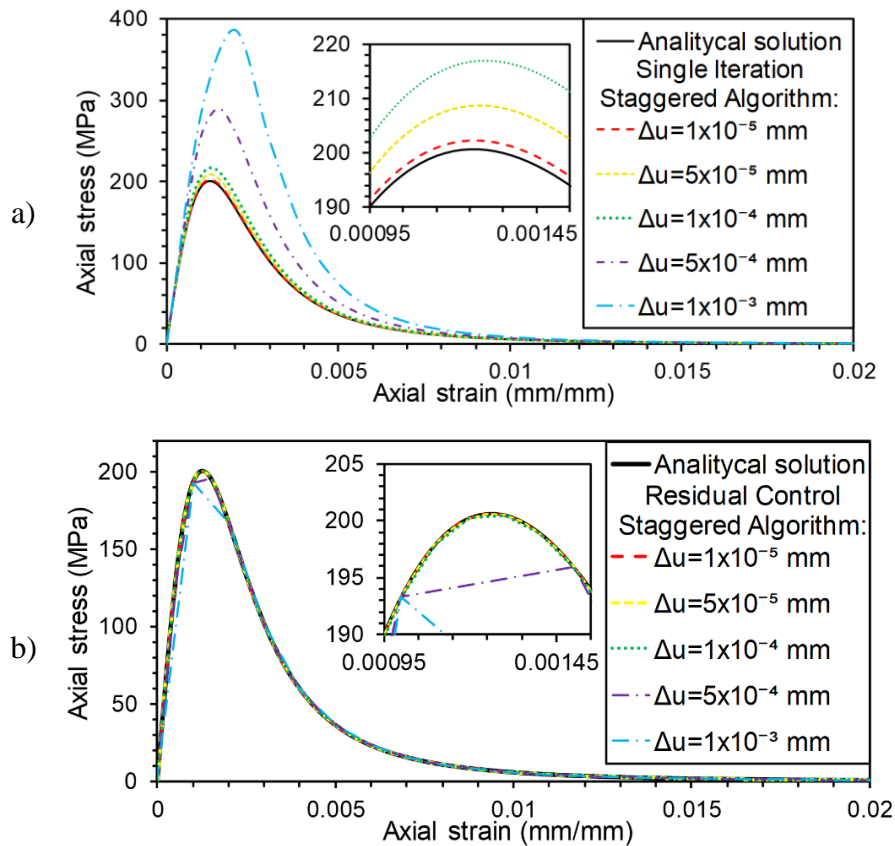 a)
Axial stress (MPa)
400
300
200
100
0
0
0.005
0.01
0.015
0.02
Axial strain (mm/mm)
220
215
210
205
200
195
190
0.00095
0.00145
Analitycal solution
Single Iteration
Staggered Algorithm:
Δu=1x10⁻⁵ mm
Δu=5x10⁻⁵ mm
Δu=1x10⁻⁴ mm
Δu=5x10⁻⁴ mm
Δu=1x10⁻³ mm
b)
Axial stress (MPa)
200
150
100
50
0
0
0.005
0.01
0.015
0.02
Axial strain (mm/mm)
205
200
195
190
0.00095
0.00145
Analitycal solution
Residual Control
Staggered Algorithm:
Δu=1x10⁻⁵ mm
Δu=5x10⁻⁵ mm
Δu=1x10⁻⁴ mm
Δu=5x10⁻⁴ mm
Δu=1x10⁻³ mm